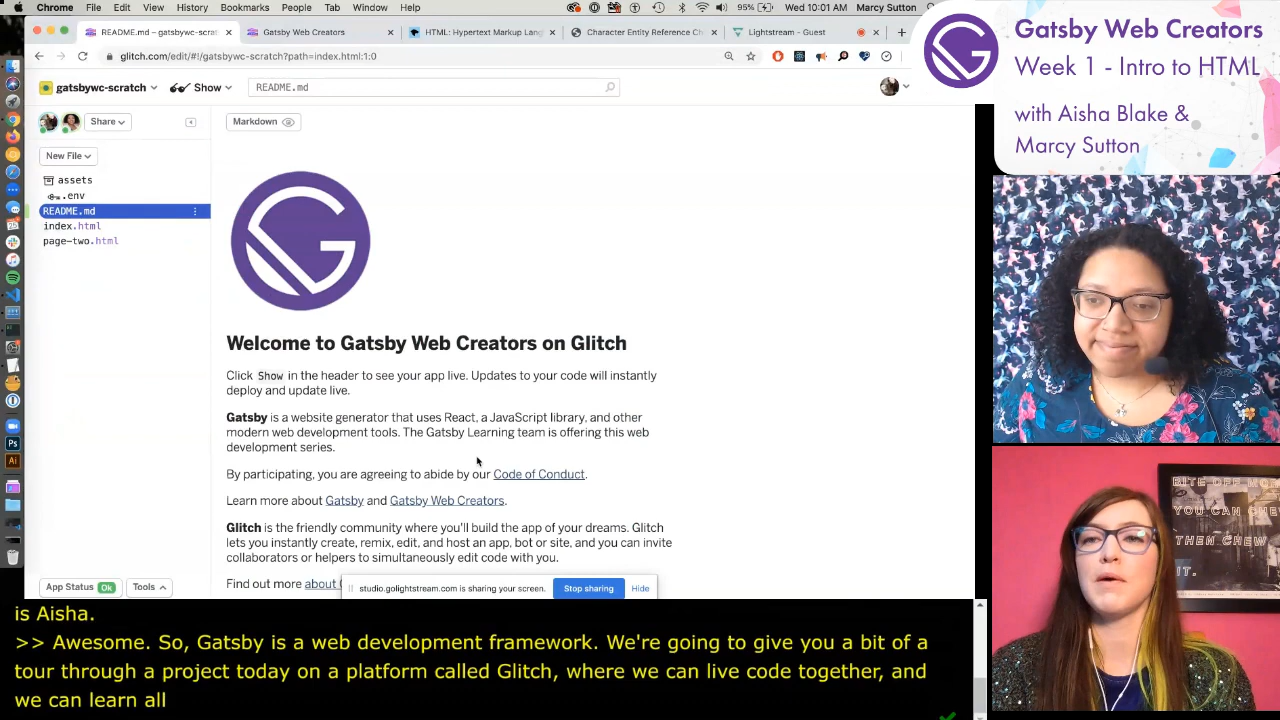 Chrome File Edit View History Bookmarks People Tab Window Help
95% Wed 10:01 AM Marcy Sutton
README.md – gatsbywc-scrat
Gatsby Web Creators
HTML: Hypertext Markup Lang
Character Entity Reference Ch
Lightstream - Guest
glitch.com/edit/#!/gatsbywc-scratch?path=index.html:1:0
gatsbywc-scratch Show README.md
Share
Markdown
New File
assets
.env
README.md
index.html
page-two.html
Welcome to Gatsby Web Creators on Glitch
Click Show in the header to see your app live. Updates to your code will instantly
deploy and update live.
Gatsby is a website generator that uses React, a JavaScript library, and other
modern web development tools. The Gatsby Learning team is offering this web
development series.
By participating, you are agreeing to abide by our Code of Conduct.
Learn more about Gatsby and Gatsby Web Creators.
Glitch is the friendly community where you'll build the app of your dreams. Glitch
lets you instantly create, remix, edit, and host an app, bot or site, and you can invite
collaborators or helpers to simultaneously edit code with you.
Find out more about
studio.golightstream.com is sharing your screen. Stop sharing Hide
App Status Ok Tools
Gatsby Web Creators
Week 1 - Intro to HTML
with Aisha Blake &
Marcy Sutton
BITE OFF MORE
YOU CAN CHEW
THEN CHEW
IT.
is Aisha.
>> Awesome. So, Gatsby is a web development framework. We're going to give you a bit of a
tour through a project today on a platform called Glitch, where we can live code together, and
we can learn all